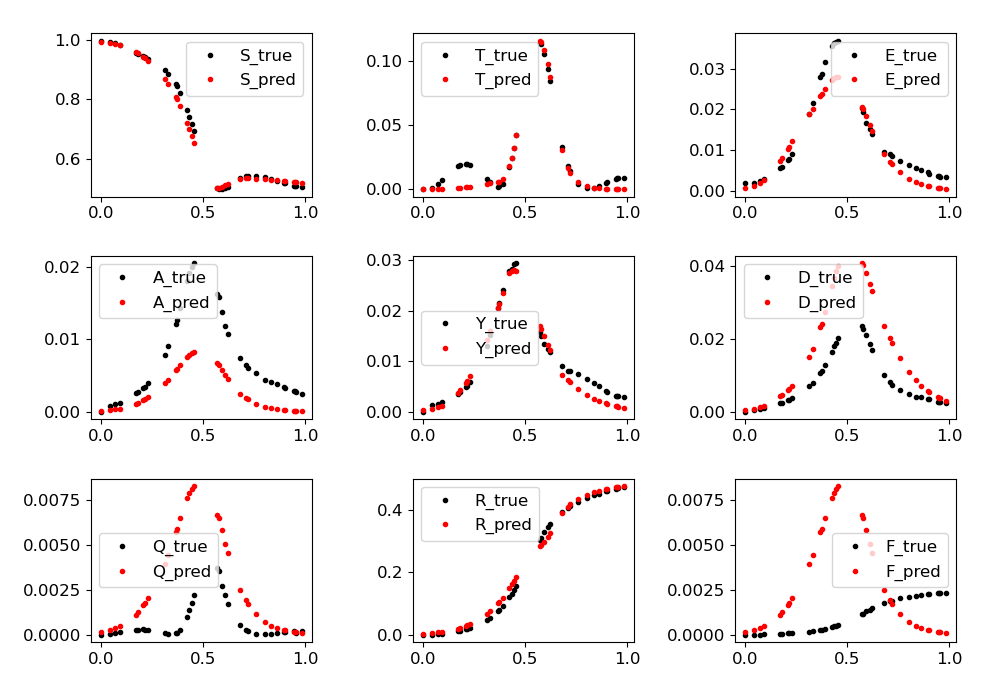 1.0
0.8
0.6
0.0 0.5 1.0
S_true
S_pred
0.10
0.05
0.00
0.0 0.5 1.0
T_true
T_pred
0.03
0.02
0.01
0.00
0.0 0.5 1.0
E_true
E_pred
0.02
0.01
0.00
0.0 0.5 1.0
A_true
A_pred
0.03
0.02
0.01
0.00
0.0 0.5 1.0
Y_true
Y_pred
0.04
0.02
0.00
0.0 0.5 1.0
D_true
D_pred
0.0075
0.0050
0.0025
0.0000
0.0 0.5 1.0
Q_true
Q_pred
0.4
0.2
0.0
0.0 0.5 1.0
R_true
R_pred
0.0075
0.0050
0.0025
0.0000
0.0 0.5 1.0
F_true
F_pred